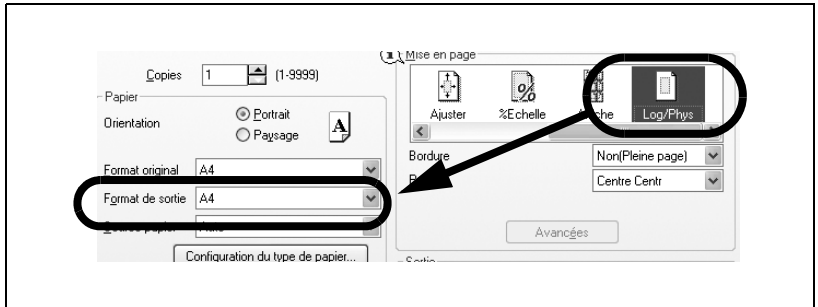 Copies 1 (1-9999)
Papier
Orientation
Portrait
Paysage
A
Format original A4
Format de sortie A4
Configuration du type de papier...
Mise en page
Ajuster %Echelle Log/Phys
Bordure Non(Pleine page)
Centre Centr
Avancées